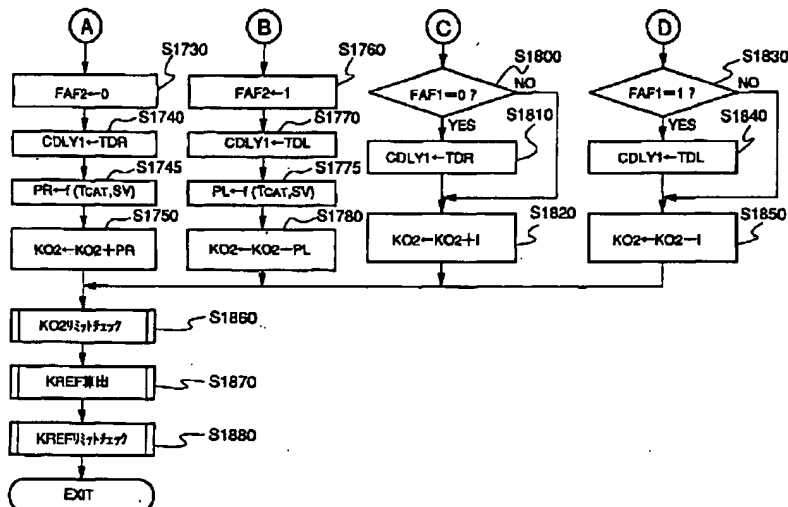 A
S1730
FAF2←0
S1740
CDLY1←TDR
S1745
PR←f (TCAT,SV)
S1750
KO2←KO2+PR
B
S1760
FAF2←1
S1770
CDLY1←TDL
S1775
PL←f (TCAT,SV)
S1780
KO2←KO2−PL
C
S1800
FAF1=0 ?
NO
YES
S1810
CDLY1←TDR
S1820
KO2←KO2+I
D
S1830
FAF1=1 ?
NO
YES
S1840
CDLY1←TDL
S1850
KO2←KO2−I
KO2リミットチェック
S1860
KREF算出
S1870
KREFリミットチェック
S1880
EXIT